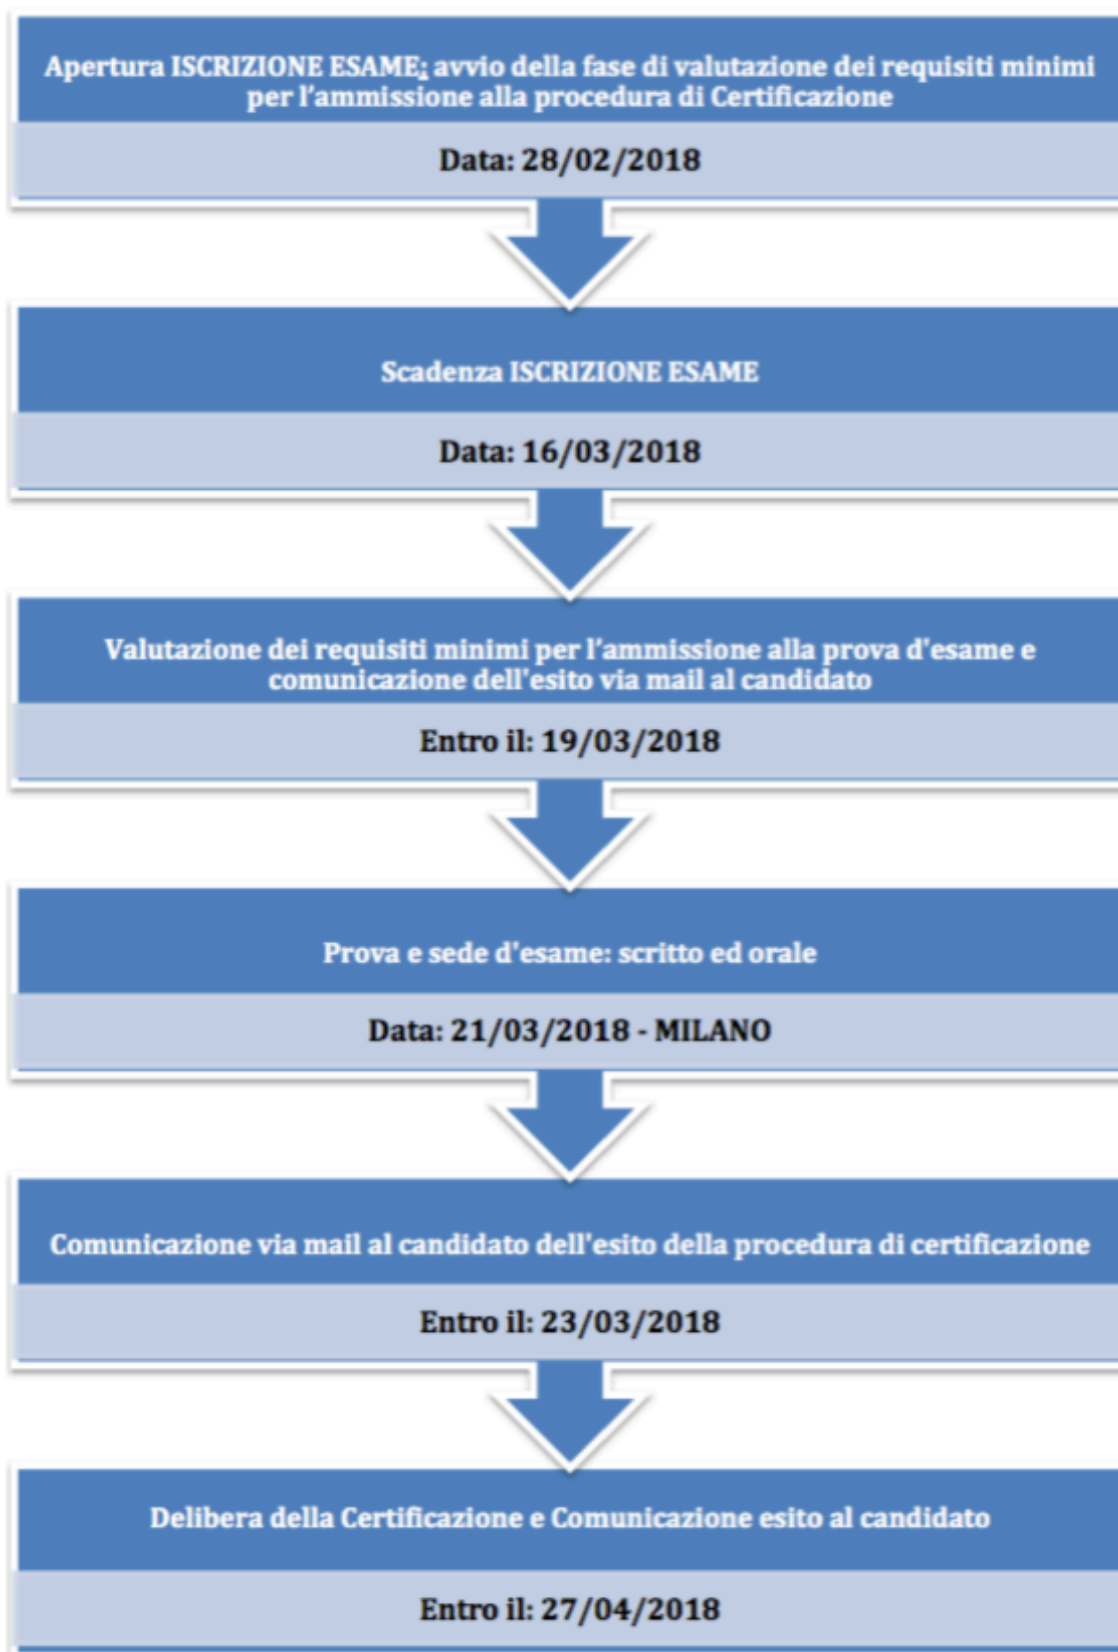 Apertura ISCRIZIONE ESAME: avvio della fase di valutazione dei requisiti minimi
per l'ammissione alla procedura di Certificazione
Data: 28/02/2018
Scadenza ISCRIZIONE ESAME
Data: 16/03/2018
Valutazione dei requisiti minimi per l'ammissione alla prova d'esame e
comunicazione dell'esito via mail al candidato
Entro il: 19/03/2018
Prova e sede d'esame: scritto ed orale
Data: 21/03/2018 - MILANO
Comunicazione via mail al candidato dell'esito della procedura di certificazione
Entro il: 23/03/2018
Delibera della Certificazione e Comunicazione esito al candidato
Entro il: 27/04/2018